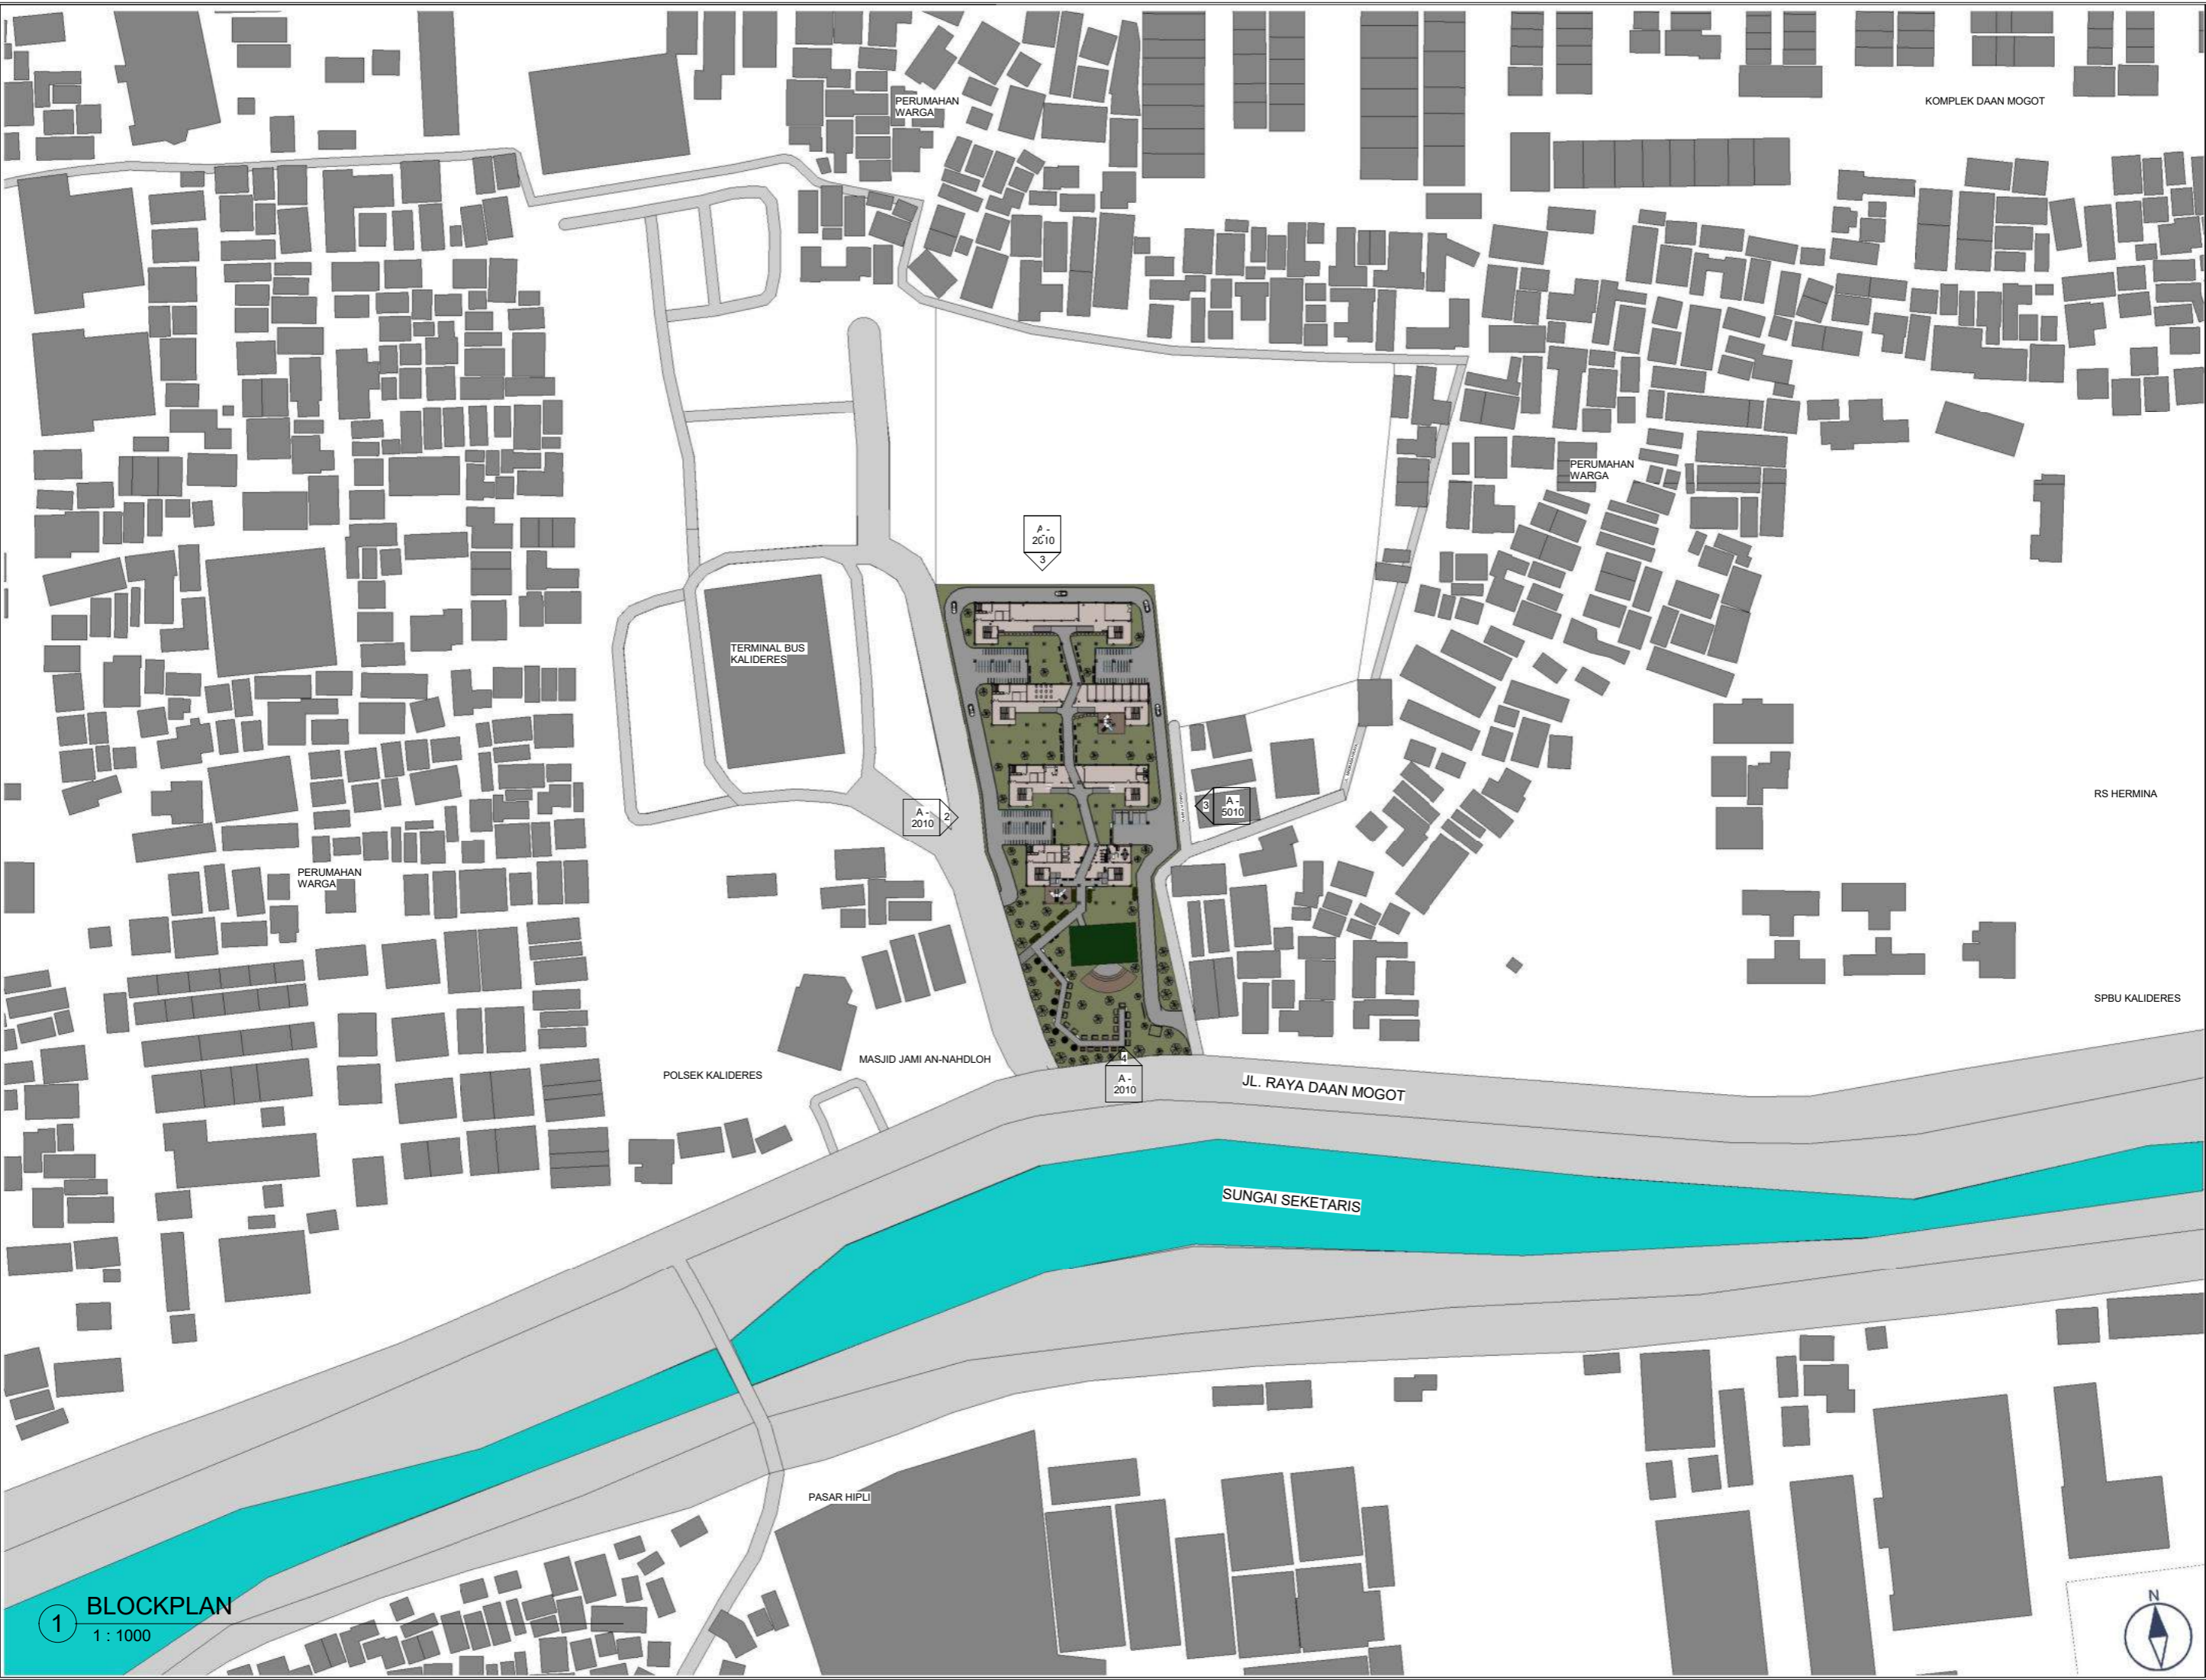 PERUMAHAN
WARGA
KOMPLEK DAAN MOGOT
PERUMAHAN
WARGA
A -
2010
3
TERMINAL BUS
KALIDERES
A -
2010
2
3
A -
5010
RS HERMINA
PERUMAHAN
WARGA
SPBU KALIDERES
MASJID JAMI AN-NAHDLOH
POLSEK KALIDERES
4
A -
2010
JL. RAYA DAAN MOGOT
SUNGAI SEKETARIS
PASAR HIPLI
1
BLOCKPLAN
1 : 1000
N